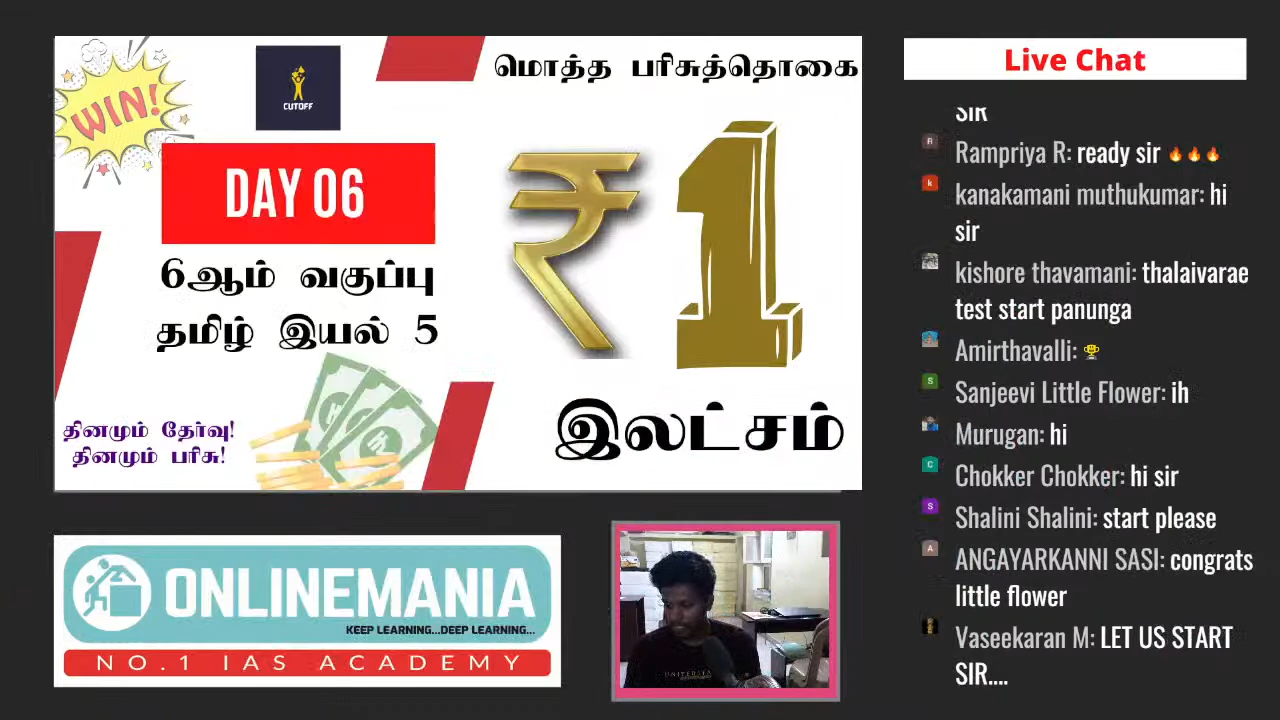 WIN!
CUTOFF
DAY 06
6ஆம் வகுப்பு
தமிழ் இயல் 5
தினமும் தேர்வு!
தினமும் பரிசு!
மொத்த பரிசுத்தொகை
₹1
இலட்சம்
ONLINEMANIA
KEEP LEARNING...DEEP LEARNING...
NO.1 IAS ACADEMY
Live Chat
SIR
Rampriya R: ready sir 🔥🔥🔥
kanakamani muthukumar: hi
sir
kishore thavamani: thalaivarae
test start panunga
Amirthavalli: 🏆
Sanjeevi Little Flower: ih
Murugan: hi
Chokker Chokker: hi sir
Shalini Shalini: start please
ANGAYARKANNI SASI: congrats
little flower
Vaseekaran M: LET US START
SIR....